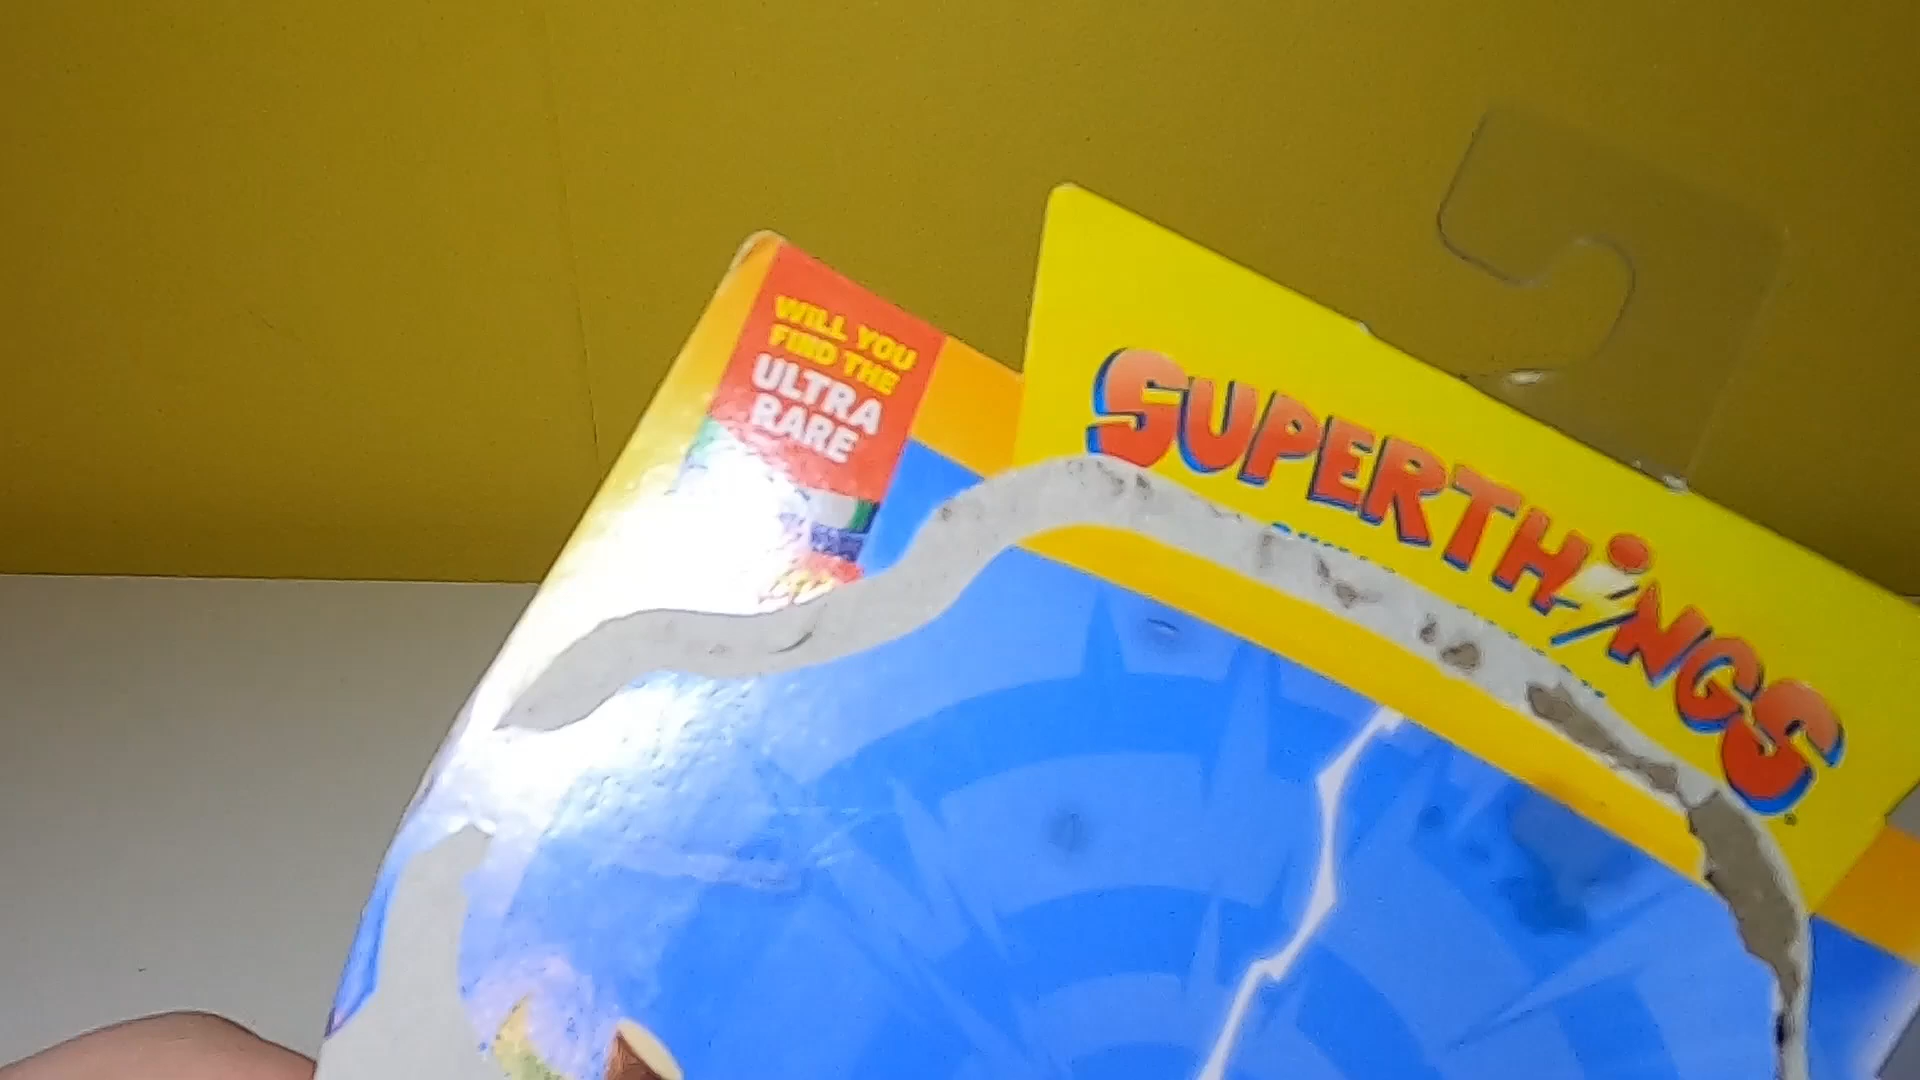 WILL YOU
FIND THE
ULTRA
RARE
SUPERTHiNGS